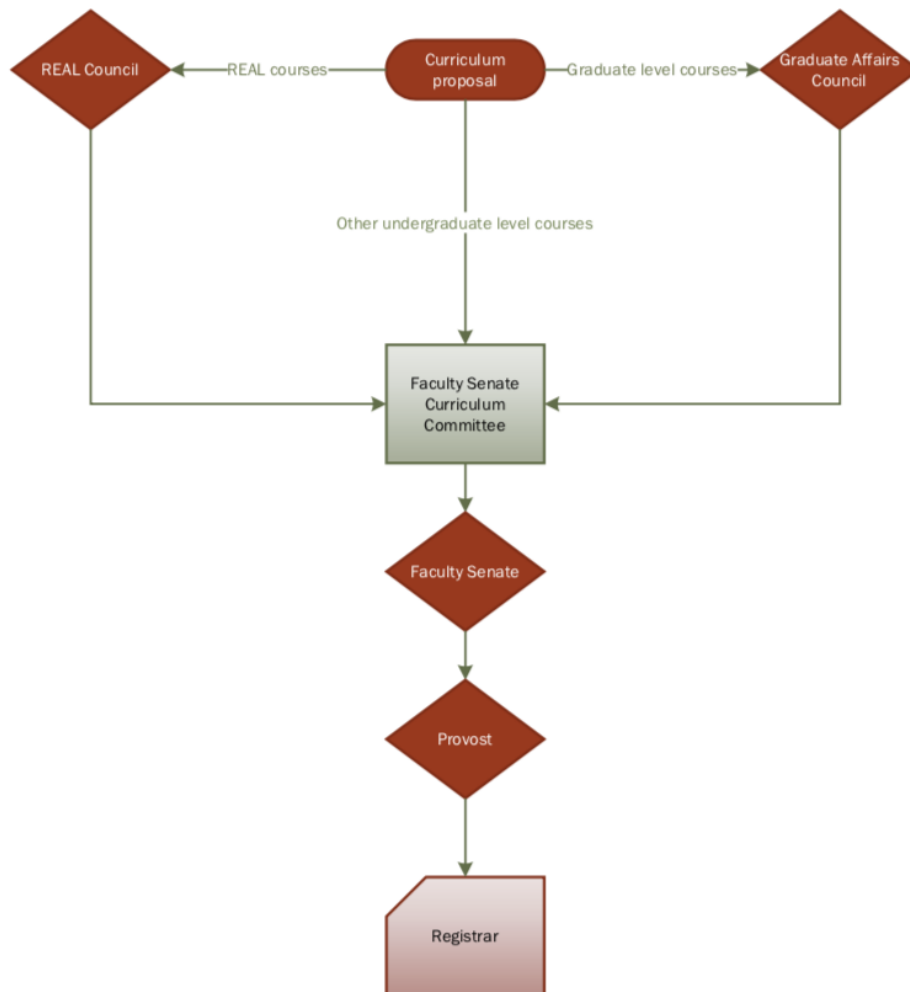 REAL Council
REAL courses
Curriculum
proposal
Graduate level courses
Graduate Affairs
Council
Other undergraduate level courses
Faculty Senate
Curriculum
Committee
Faculty Senate
Provost
Registrar